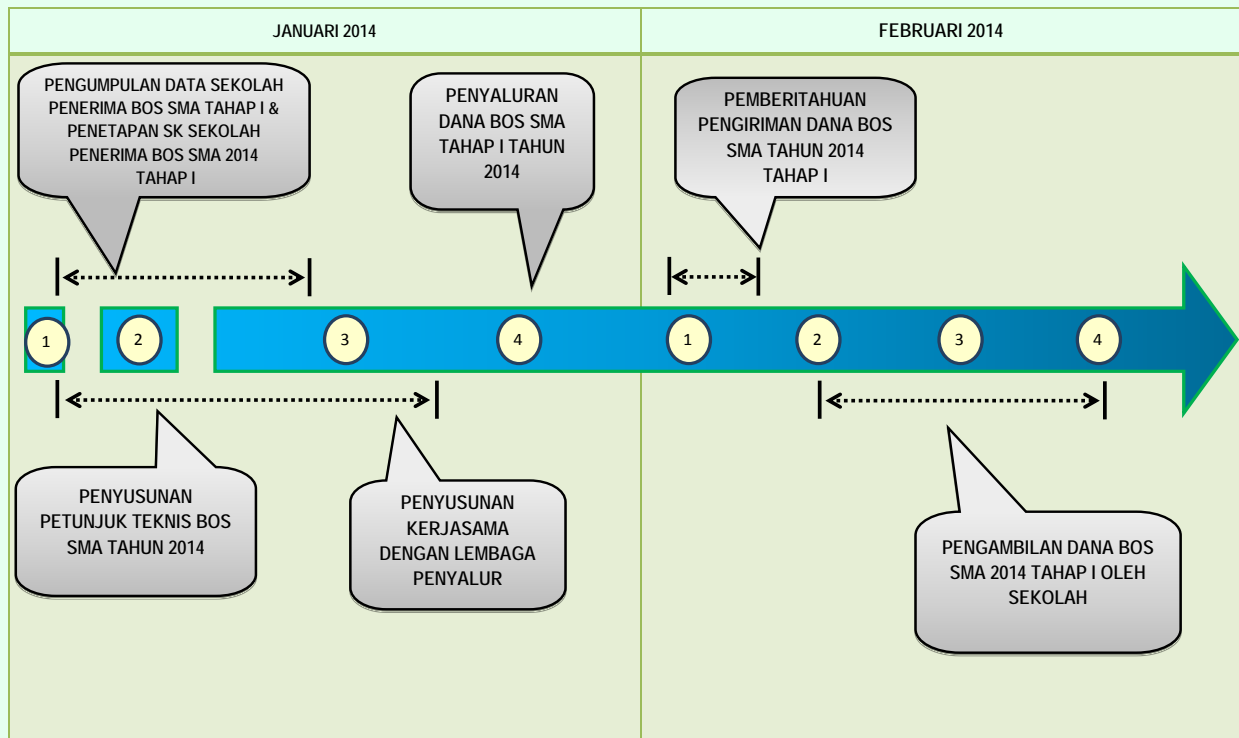 JANUARI 2014
FEBRUARI 2014
PENGUMPULAN DATA SEKOLAH
PENERIMA BOS SMA TAHAP I &
PENETAPAN SK SEKOLAH
PENERIMA BOS SMA 2014
TAHAP I
PENYALURAN
DANA BOS SMA
TAHAP I TAHUN
2014
PEMBERITAHUAN
PENGIRIMAN DANA BOS
SMA TAHUN 2014
TAHAP I
1
2
3
4
1
2
3
4
PENYUSUNAN
PETUNJUK TEKNIS BOS
SMA TAHUN 2014
PENYUSUNAN
KERJASAMA
DENGAN LEMBAGA
PENYALUR
PENGAMBILAN DANA BOS
SMA 2014 TAHAP I OLEH
SEKOLAH